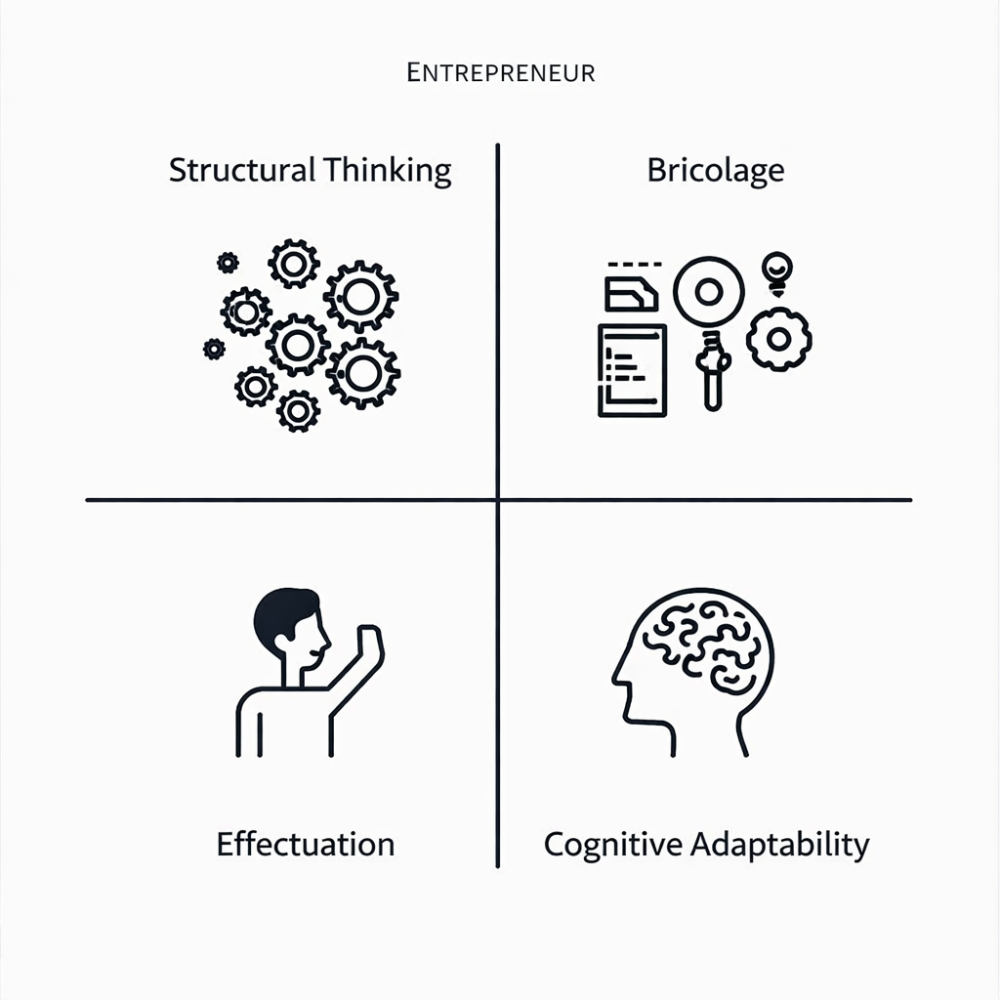 ENTREPRENEUR
Structural Thinking
Bricolage
Effectuation
Cognitive Adaptability